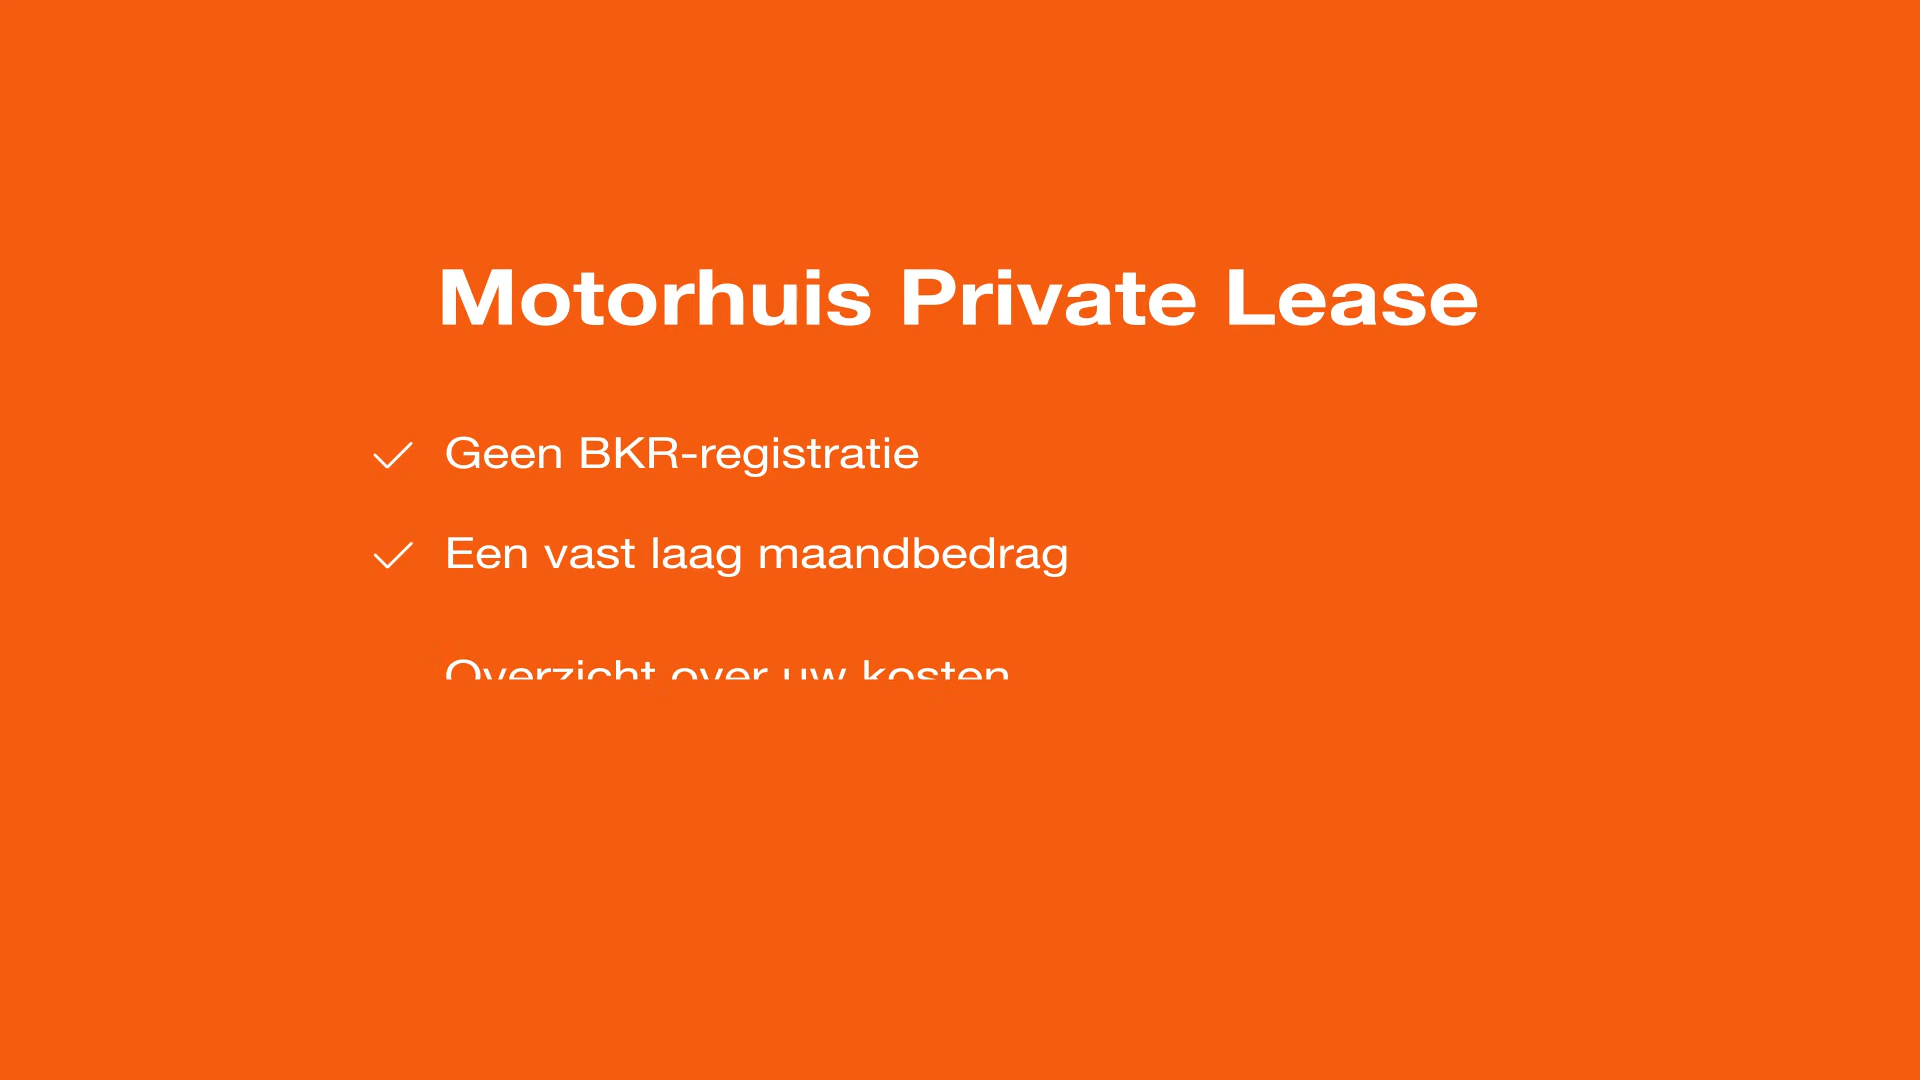 Motorhuis Private Lease
Geen BKR-registratie
Een vast laag maandbedrag
Overzicht over uw kosten